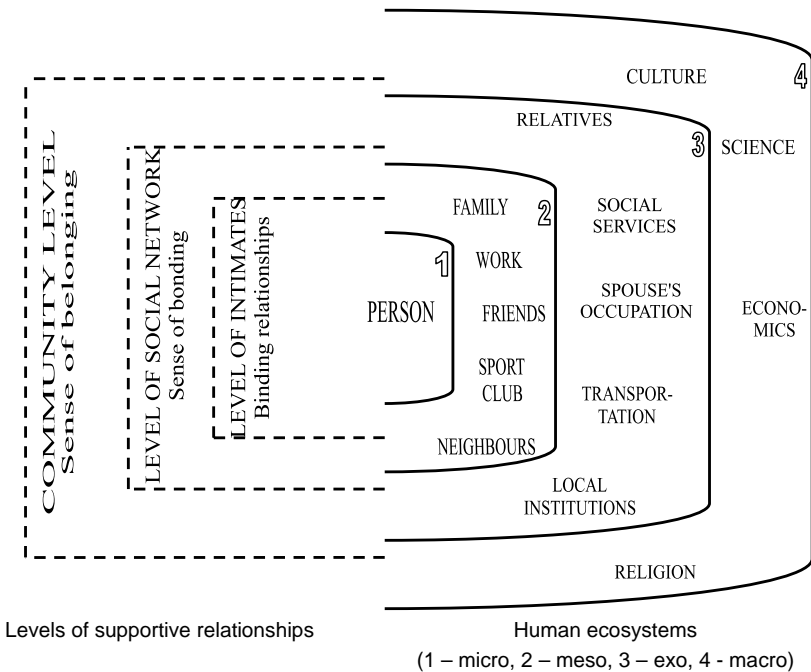 COMMUNITY LEVEL
Sense of belonging
LEVEL OF SOCIAL NETWORK
Sense of bonding
LEVEL OF INTIMATES
Binding relationships
CULTURE
4
RELATIVES
3
SCIENCE
FAMILY
2
SOCIAL
SERVICES
1
WORK
PERSON
FRIENDS
SPOUSE'S
OCCUPATION
ECONO-
MICS
SPORT
CLUB
TRANSPOR-
TATION
NEIGHBOURS
LOCAL
INSTITUTIONS
RELIGION
Levels of supportive relationships
Human ecosystems
(1 – micro, 2 – meso, 3 – exo, 4 - macro)